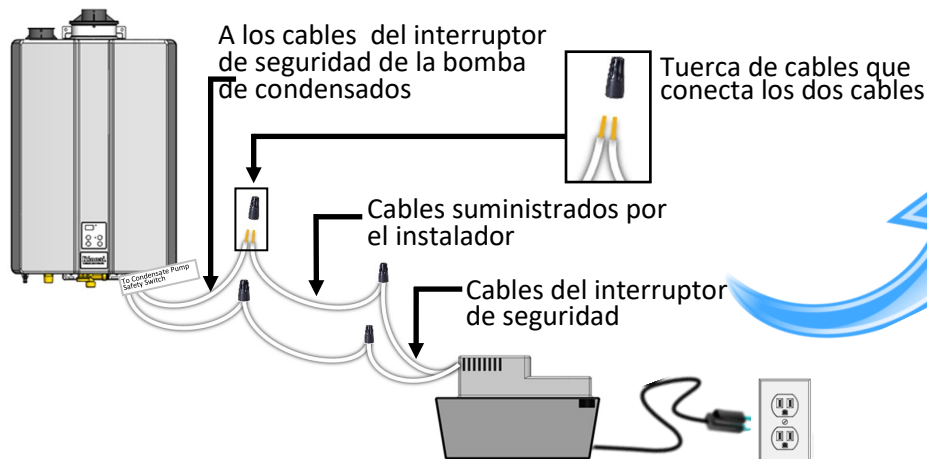 A los cables del interruptor
de seguridad de la bomba
de condensados
Tuerca de cables que
conecta los dos cables
Cables suministrados por
el instalador
Rinnai
To Condensate Pump
Safety Switch
Cables del interruptor
de seguridad